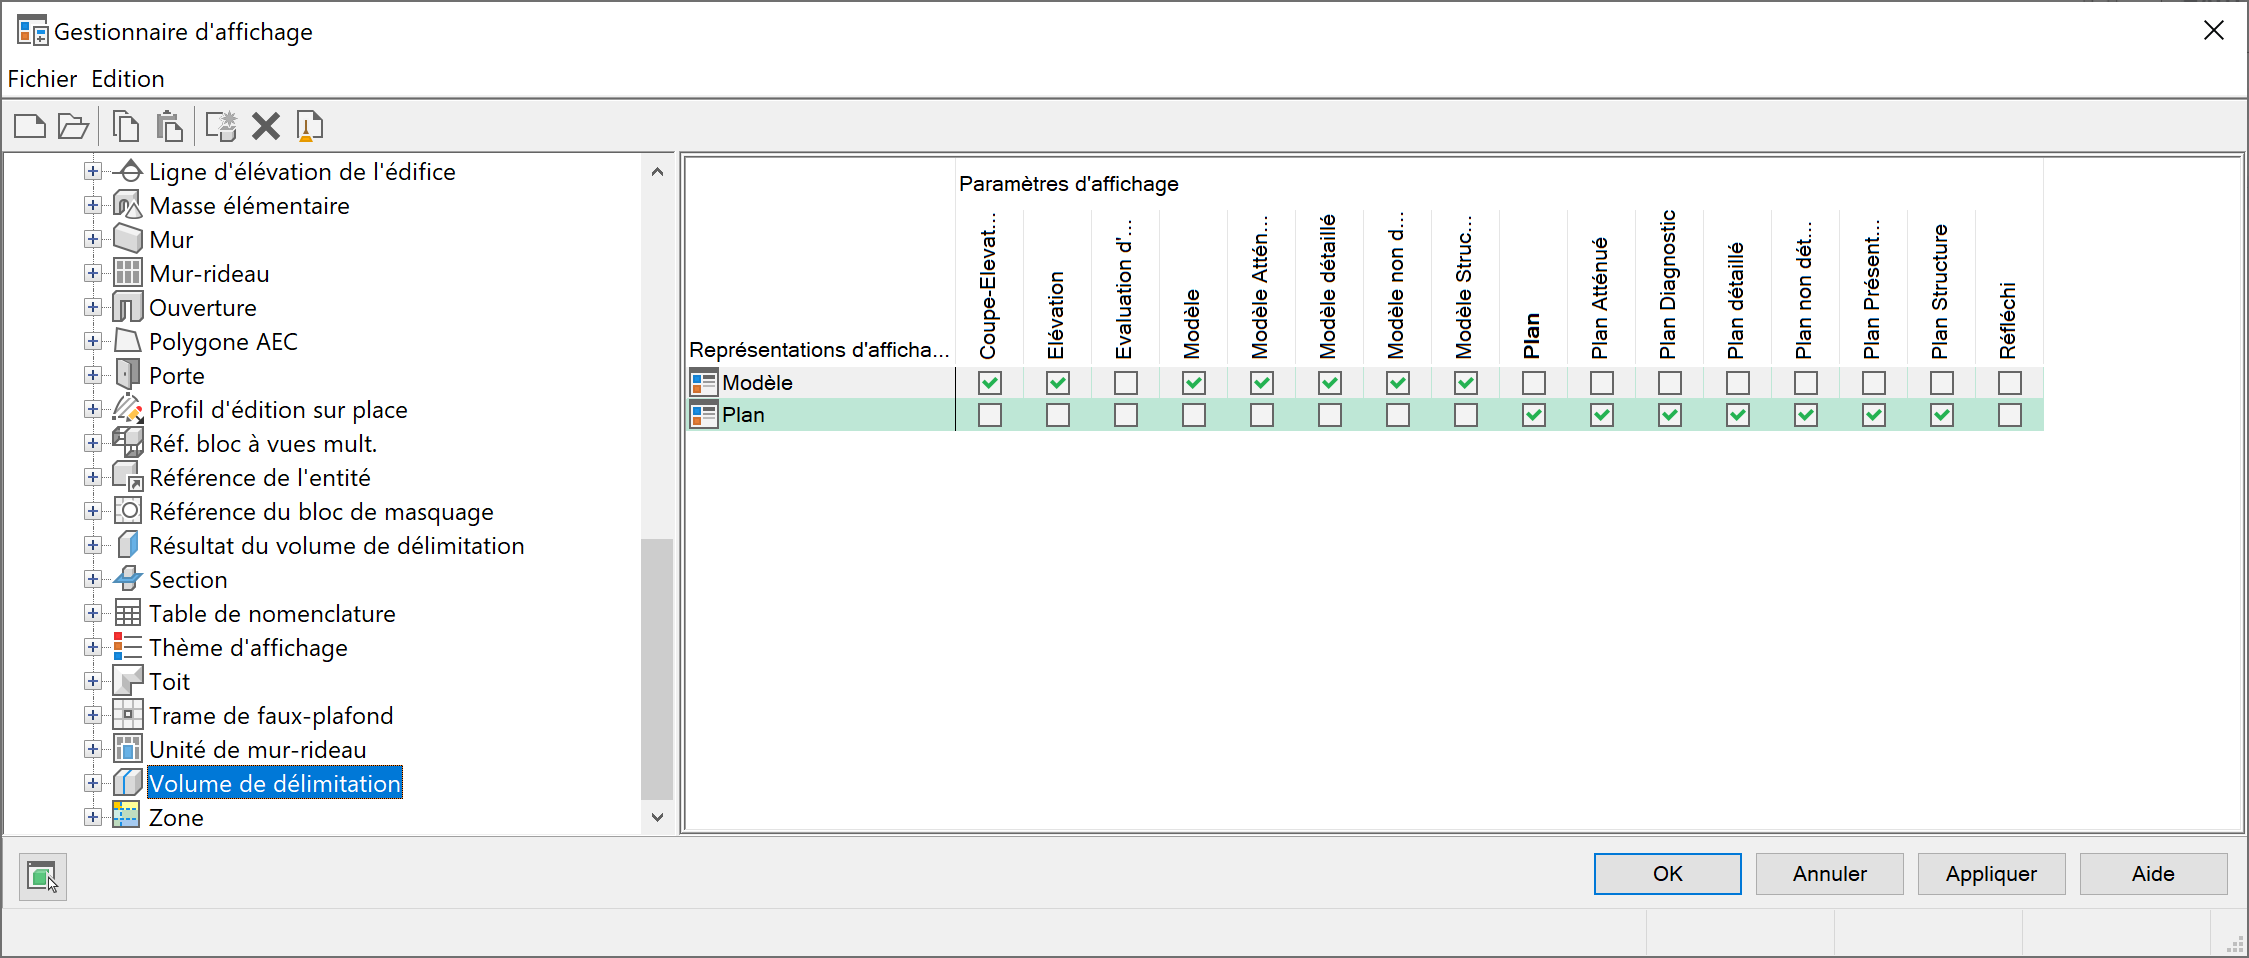 Gestionnaire d'affichage
Fichier Edition
Ligne d'élévation de l'édifice
Masse élémentaire
Mur
Mur-rideau
Ouverture
Polygone AEC
Porte
Profil d'édition sur place
Réf. bloc à vues mult.
Référence de l'entité
Référence du bloc de masquage
Résultat du volume de délimitation
Section
Table de nomenclature
Thème d'affichage
Toit
Trame de faux-plafond
Unité de mur-rideau
Volume de délimitation
Zone
Paramètres d'affichage
Représentations d'afficha...
Coupe-Elevat...
Elévation
Evaluation d'...
Modèle
Modèle Attén...
Modèle détaillé
Modèle non d...
Modèle Struc...
Plan
Plan Atténué
Plan Diagnostic
Plan détaillé
Plan non dét...
Plan Présent...
Plan Structure
Réfléchi
Modèle
Plan
OK Annuler Appliquer Aide